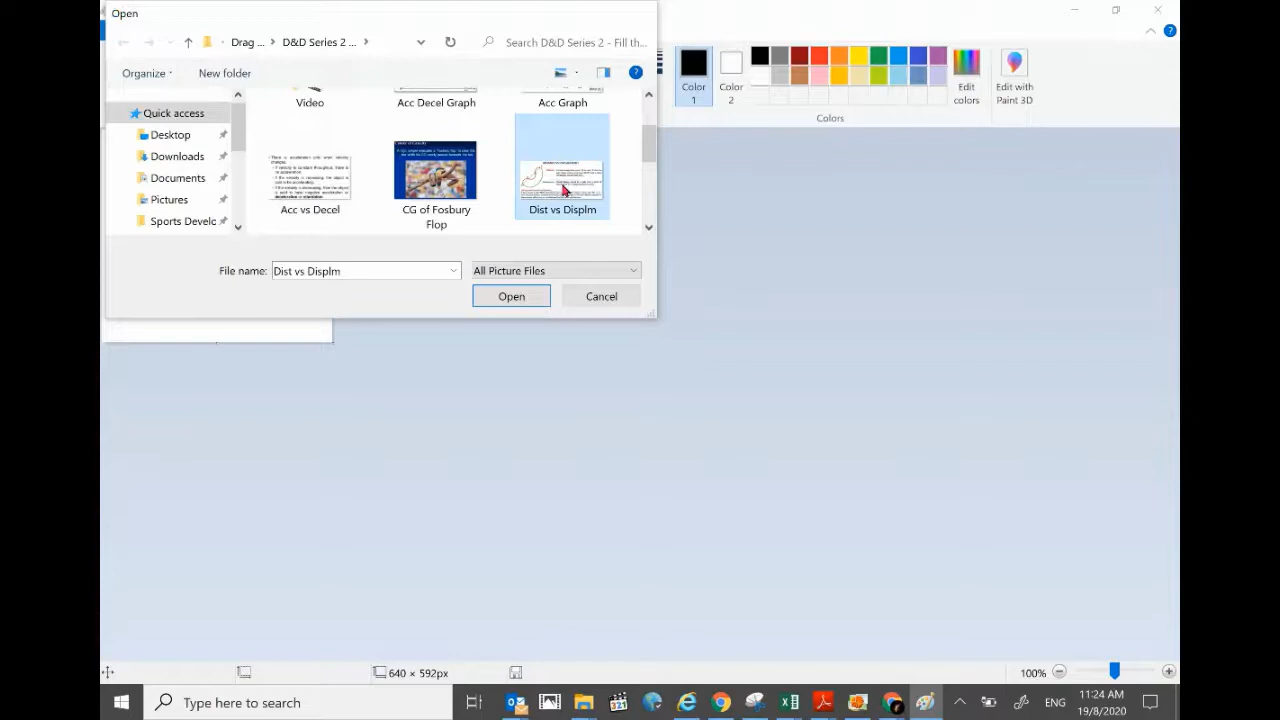 Open
Drag ...
D&D Series 2 ...
Search D&D Series 2 - Fill th...
Organize
New folder
Quick access
Desktop
Downloads
Documents
Pictures
Sports Develc
Video
Acc Decel Graph
Acc Graph
Acc vs Decel
CG of Fosbury
Flop
Dist vs Displm
File name:
Dist vs Displm
All Picture Files
Open
Cancel
Color
1
Color
2
Edit
colors
Edit with
Paint 3D
Colors
640 × 592px
100%
Type here to search
321
ENG
11:24 AM
19/8/2020